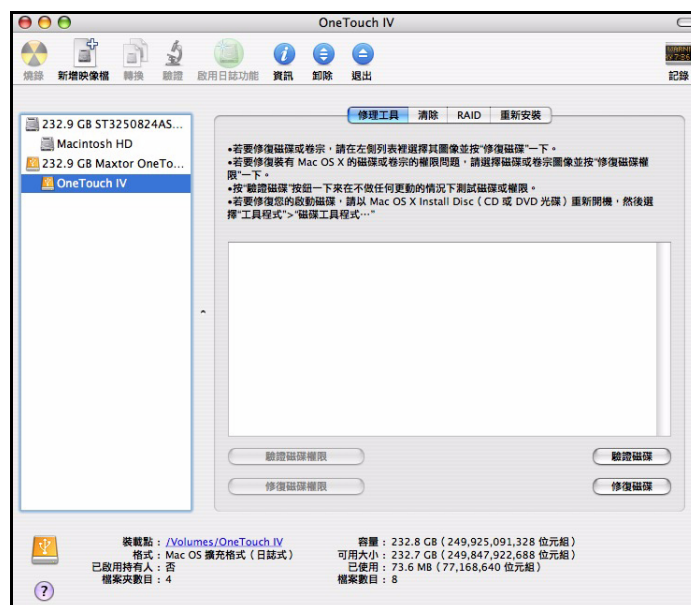 OneTouch IV
燒錄 新增映像檔 轉換 驗證 啟用日誌功能 資訊 卸除 退出 記錄
232.9 GB ST3250824AS...
Macintosh HD
232.9 GB Maxtor OneTo...
OneTouch IV
修理工具 清除 RAID 重新安裝
•若要修復磁碟或卷宗，請在左側列表裡選擇其圖像並按“修復磁碟”一下。
•若要修復裝有 Mac OS X 的磁碟或卷宗的權限問題，請選擇磁碟或卷宗圖像並按“修復磁碟權
限”一下。
•按“驗證磁碟”按鈕一下來在不做任何更動的情況下測試磁碟或權限。
•若要修復您的啟動磁碟，請以 Mac OS X Install Disc（CD 或 DVD 光碟）重新開機，然後選
擇“工具程式”>“磁碟工具程式…”
驗證磁碟權限 驗證磁碟
修復磁碟權限 修復磁碟
裝載點：/Volumes/OneTouch IV
格式：Mac OS 擴充格式（日誌式）
已啟用持有人：否
檔案夾數目：4
容量：232.8 GB（249,925,091,328 位元組）
可用大小：232.7 GB（249,847,922,688 位元組）
已使用：73.6 MB（77,168,640 位元組）
檔案數目：8
?